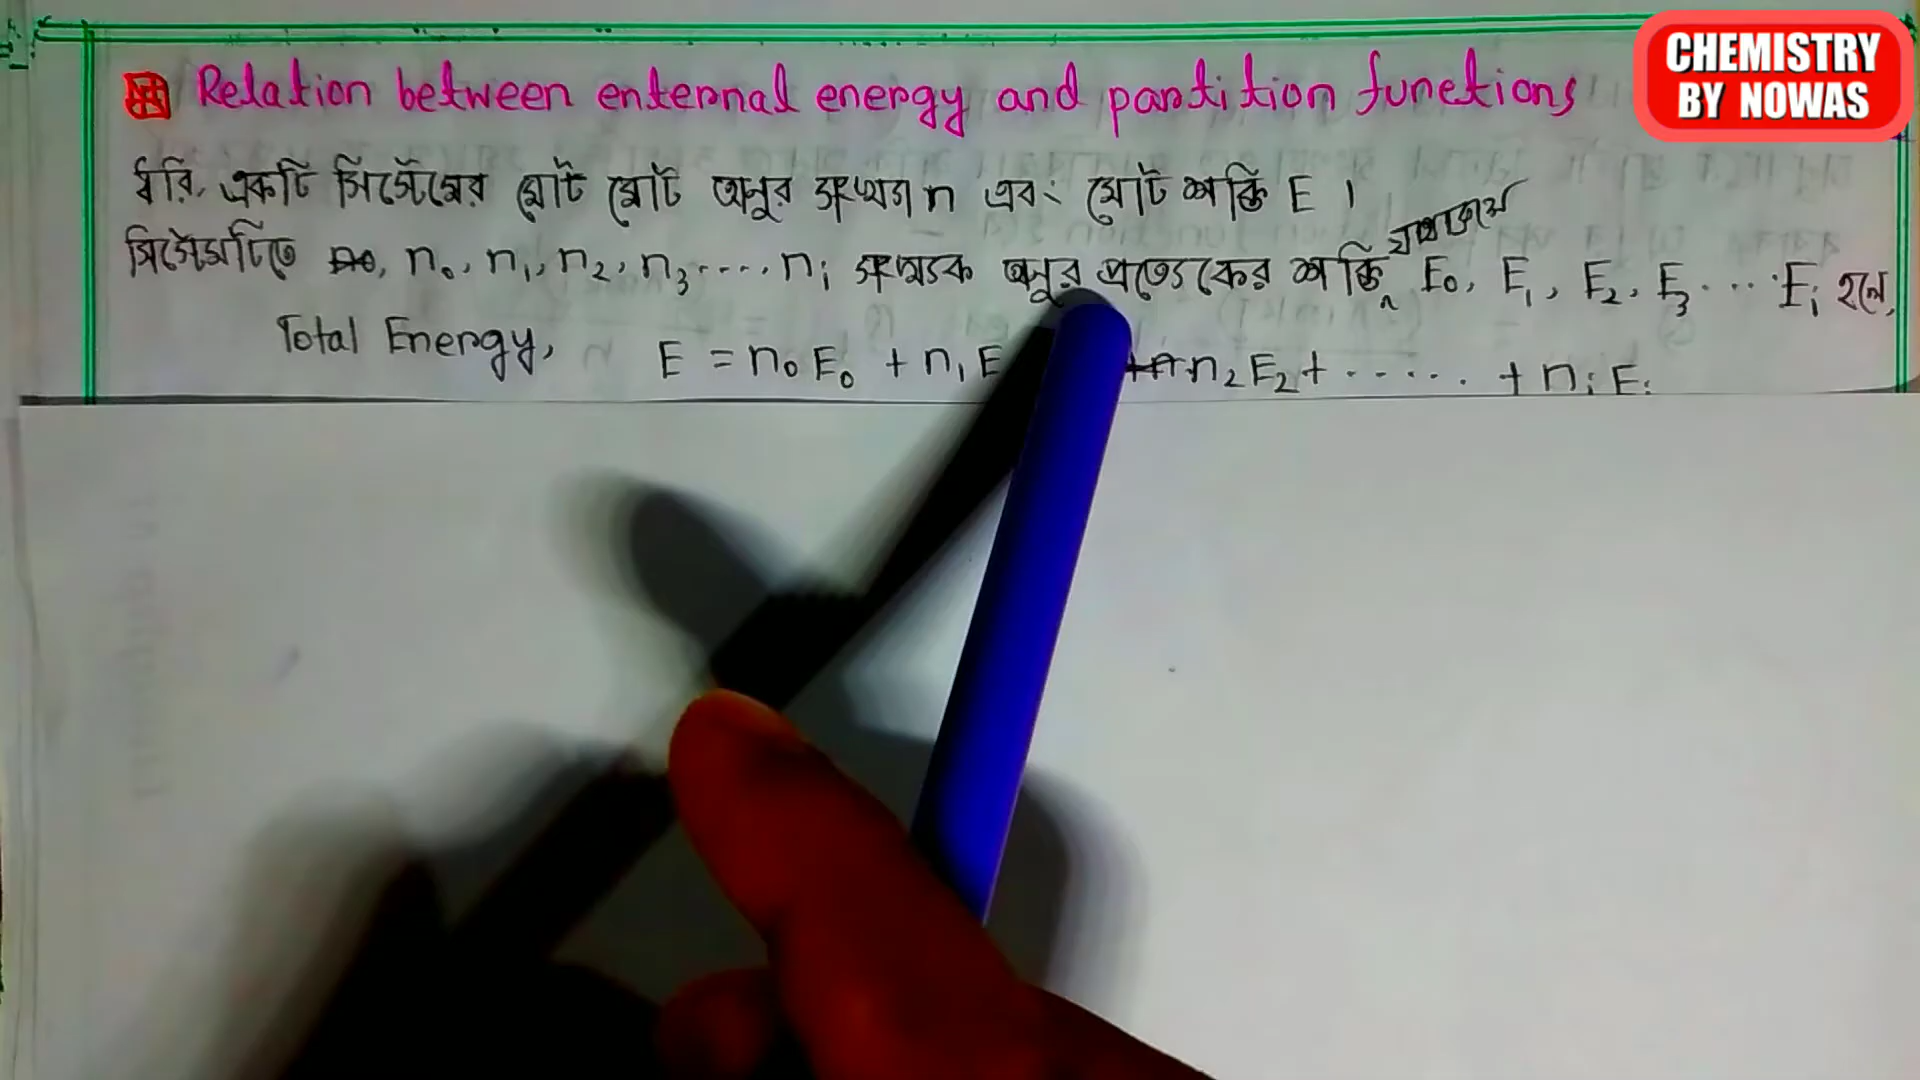 Relation between enternal energy and partition functions
CHEMISTRY
BY NOWAS
ধরি, একটি সিস্টেমের মোট মোট অনুর সংখ্যা n এবং মোট শক্তি E ।
সিস্টেমটিতে n₀, n₁, n₂, n₃ ...., nᵢ সংখ্যক অনুর প্রত্যেকের শক্তি যথাক্রমে E₀, E₁, E₂, E₃ ... Eᵢ হলে,
Total Energy, E = n₀E₀ + n₁E + n₂E₂ + ...... + nᵢEᵢ